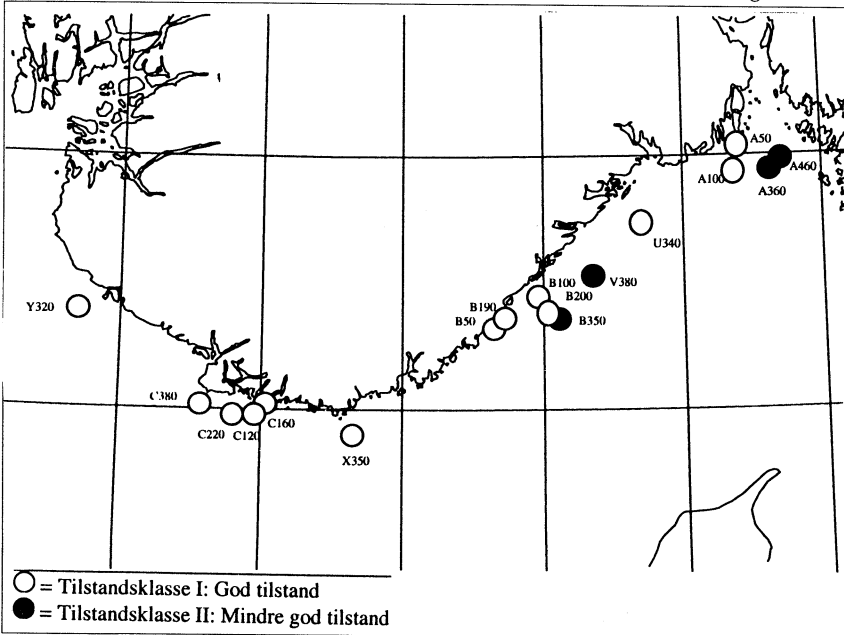 A50
A460
A100
A360
U340
V380
B100
B200
B190
B50
B350
Y320
C380
C220
C120
C160
X350
= Tilstandsklasse I: God tilstand
= Tilstandsklasse II: Mindre god tilstand